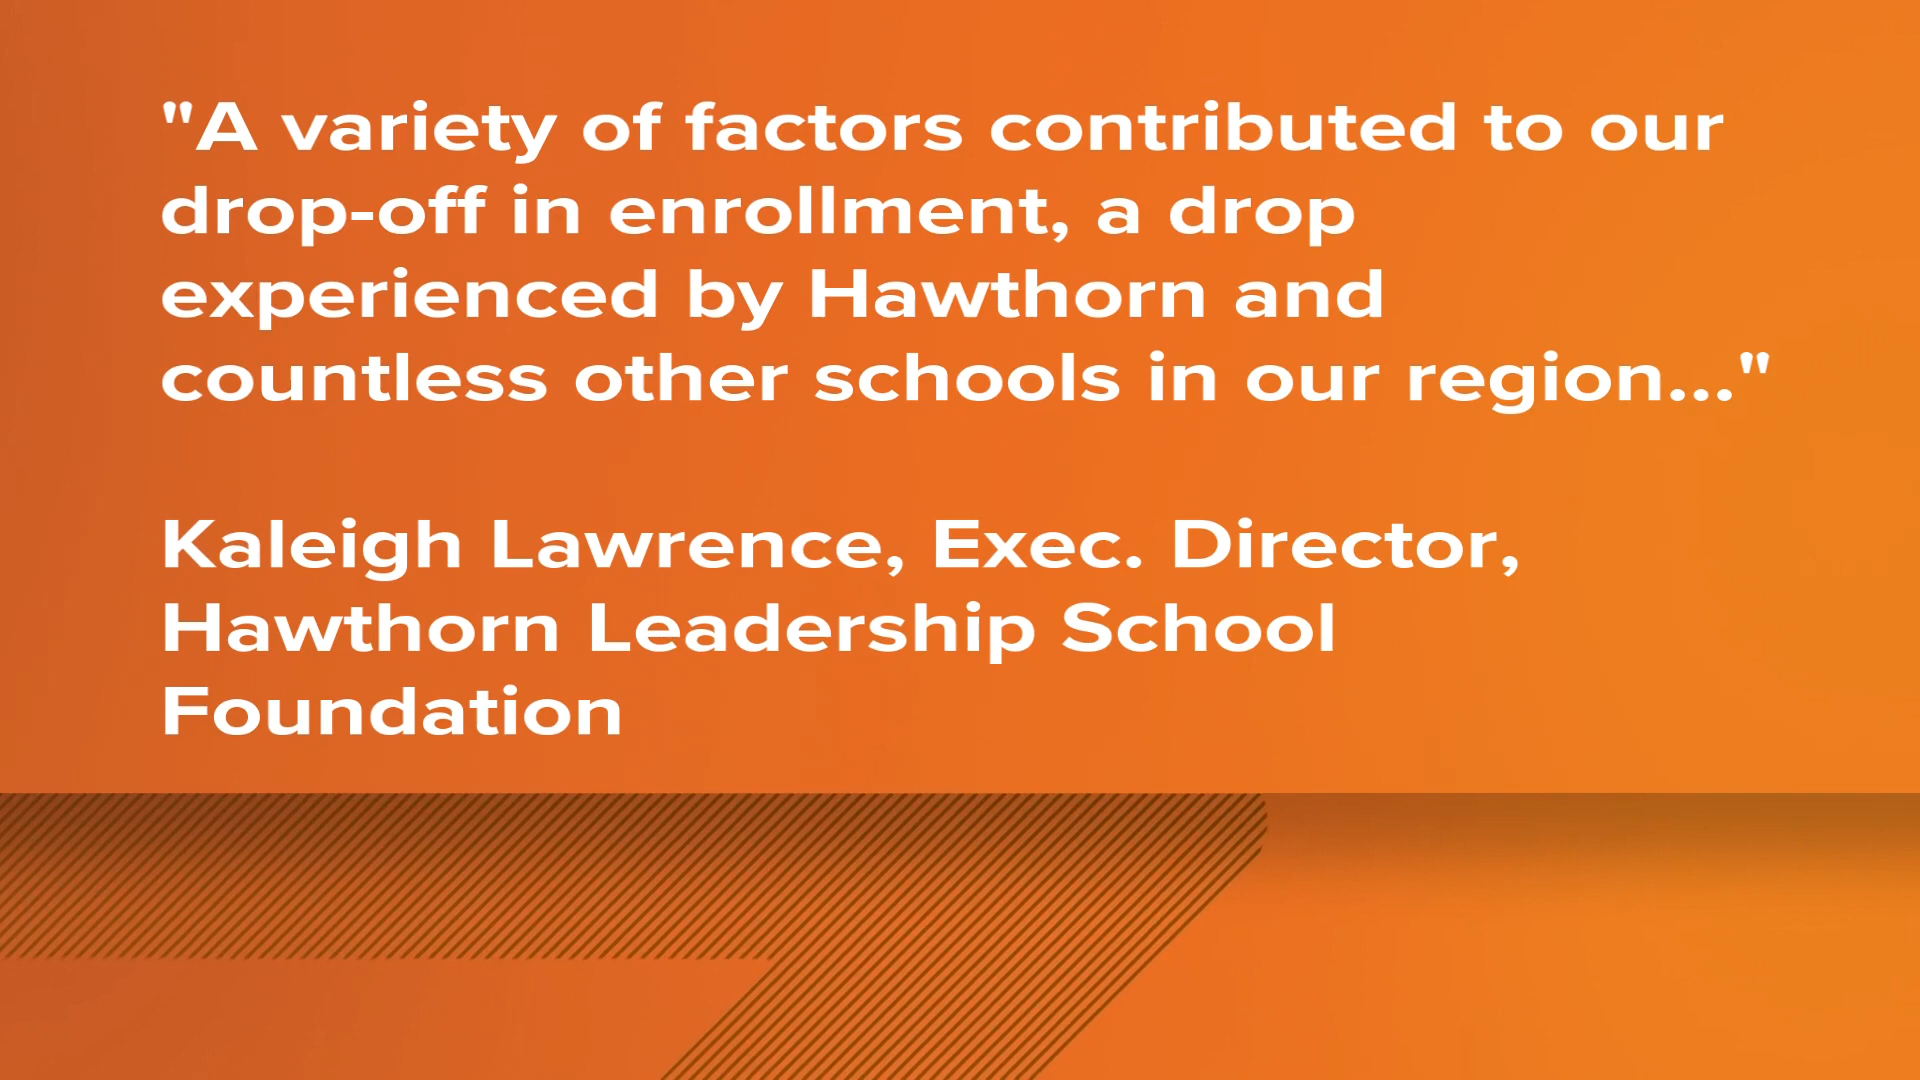 "A variety of factors contributed to our
drop-off in enrollment, a drop
experienced by Hawthorn and
countless other schools in our region..."
Kaleigh Lawrence, Exec. Director,
Hawthorn Leadership School
Foundation